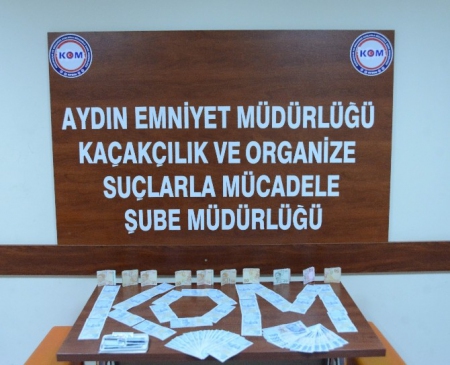 KOM
KOM
AYDIN EMNİYET MÜDÜRLÜĞÜ
KAÇAKÇILIK VE ORGANİZE
SUÇLARLA MÜCADELE
ŞUBE MÜDÜRLÜĞÜ
KOM